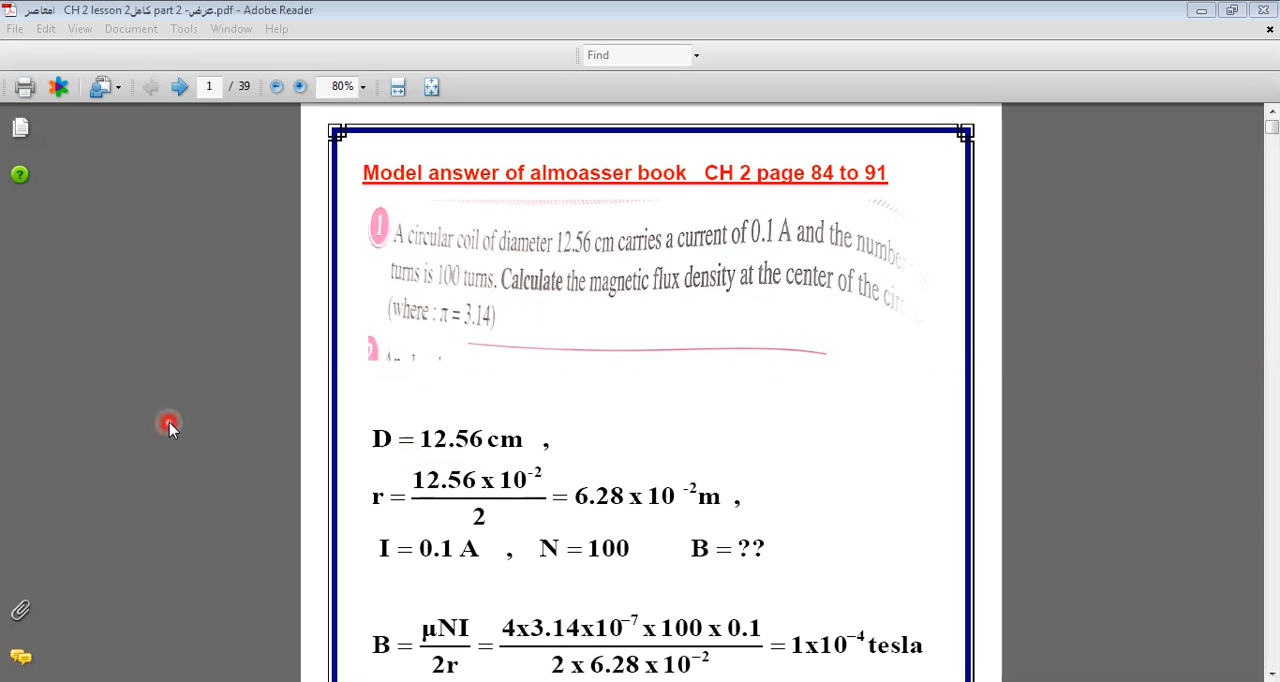 امعاصر CH 2 lesson 2كامل part 2 -عرض.pdf - Adobe Reader
File Edit View Document Tools Window Help
Find
1 / 39 80%
Model answer of almoasser book CH 2 page 84 to 91
1 A circular coil of diameter 12.56 cm carries a current of 0.1 A and the number
turns is 100 turns. Calculate the magnetic flux density at the center of the
(where : π = 3.14)
2
D = 12.56 cm ,
r = 12.56 x 10⁻² / 2 = 6.28 x 10 ⁻² m ,
I = 0.1 A , N = 100 B = ??
B = μNI / 2r = 4x3.14x10⁻⁷ x 100 x 0.1 / 2 x 6.28 x 10⁻² = 1x10⁻⁴ tesla